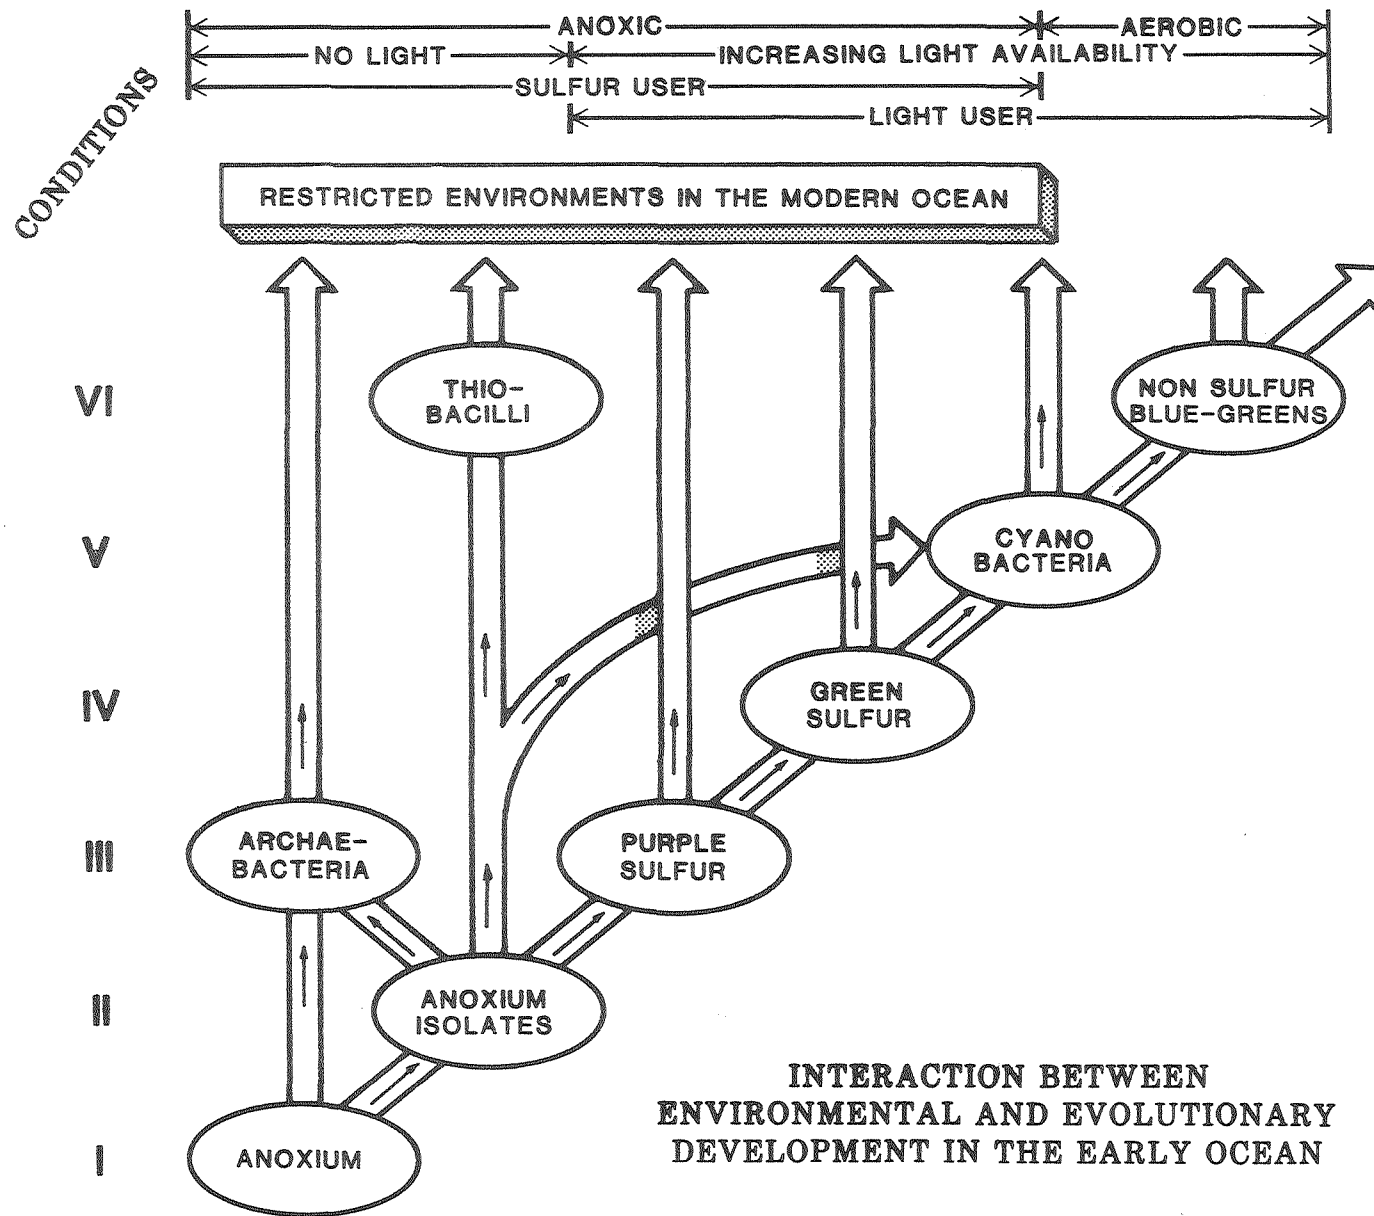 ANOXIC
AEROBIC
NO LIGHT
INCREASING LIGHT AVAILABILITY
SULFUR USER
LIGHT USER
CONDITIONS
RESTRICTED ENVIRONMENTS IN THE MODERN OCEAN
VI
THIO-
BACILLI
NON SULFUR
BLUE-GREENS
V
CYANO
BACTERIA
IV
GREEN
SULFUR
III
ARCHAE-
BACTERIA
PURPLE
SULFUR
II
ANOXIUM
ISOLATES
I
ANOXIUM
INTERACTION BETWEEN
ENVIRONMENTAL AND EVOLUTIONARY
DEVELOPMENT IN THE EARLY OCEAN